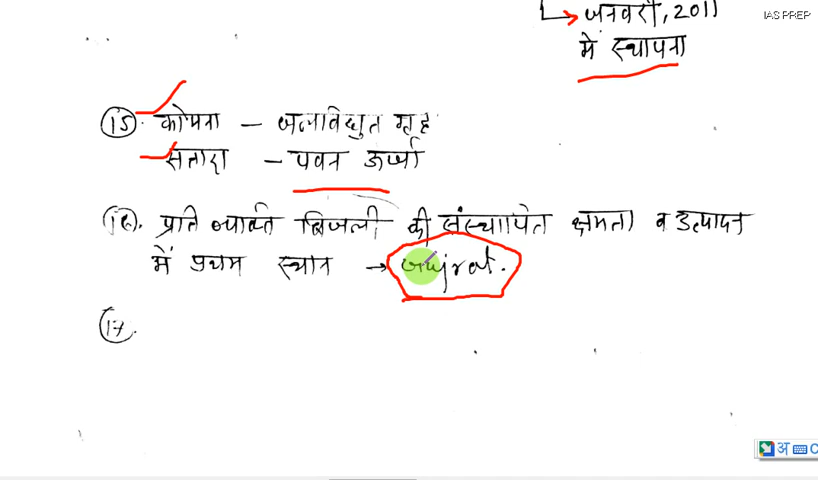 IAS PREP
→ जनवरी, 2011
में स्थापना
(15). कोयना – जलविद्युत गृह
सतारा – पवन ऊर्जा
(16). प्रति व्यक्ति बिजली की संस्थापित क्षमता व उत्पादन
में प्रथम स्थान → Gujrat.
(17).
अ